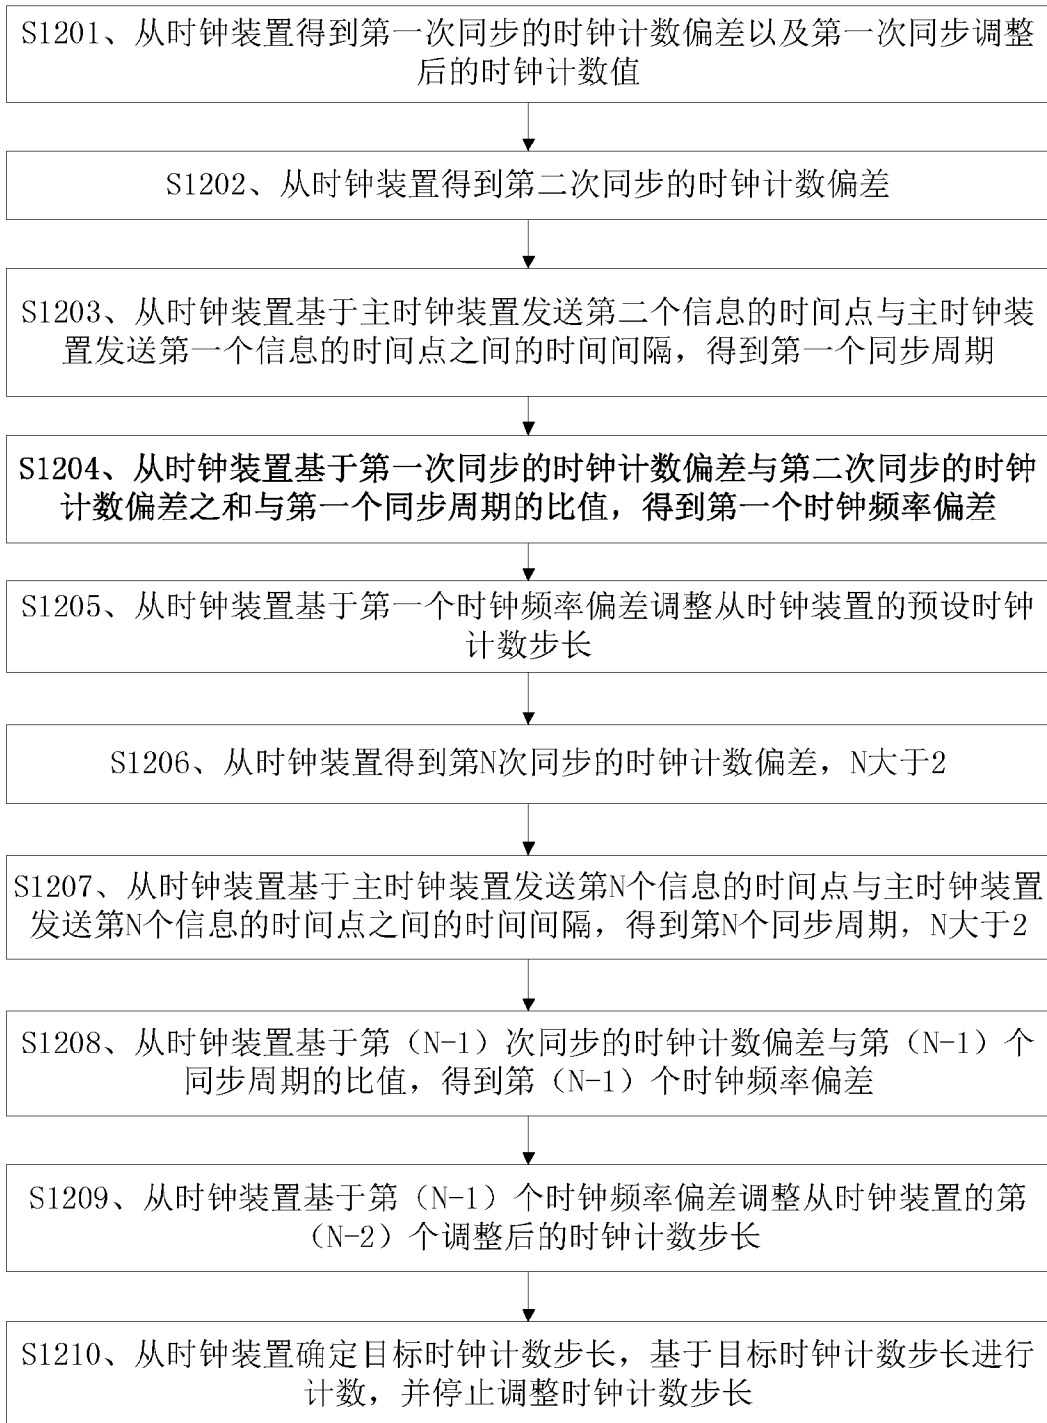 S1201、从时钟装置得到第一次同步的时钟计数偏差以及第一次同步调整
后的时钟计数值
S1202、从时钟装置得到第二次同步的时钟计数偏差
S1203、从时钟装置基于主时钟装置发送第二个信息的时间点与主时钟装
置发送第一个信息的时间点之间的时间间隔，得到第一个同步周期
S1204、从时钟装置基于第一次同步的时钟计数偏差与第二次同步的时钟
计数偏差之和与第一个同步周期的比值，得到第一个时钟频率偏差
S1205、从时钟装置基于第一个时钟频率偏差调整从时钟装置的预设时钟
计数步长
S1206、从时钟装置得到第N次同步的时钟计数偏差，N大于2
S1207、从时钟装置基于主时钟装置发送第N个信息的时间点与主时钟装置
发送第N个信息的时间点之间的时间间隔，得到第N个同步周期，N大于2
S1208、从时钟装置基于第（N-1）次同步的时钟计数偏差与第（N-1）个
同步周期的比值，得到第（N-1）个时钟频率偏差
S1209、从时钟装置基于第（N-1）个时钟频率偏差调整从时钟装置的第
（N-2）个调整后的时钟计数步长
S1210、从时钟装置确定目标时钟计数步长，基于目标时钟计数步长进行
计数，并停止调整时钟计数步长